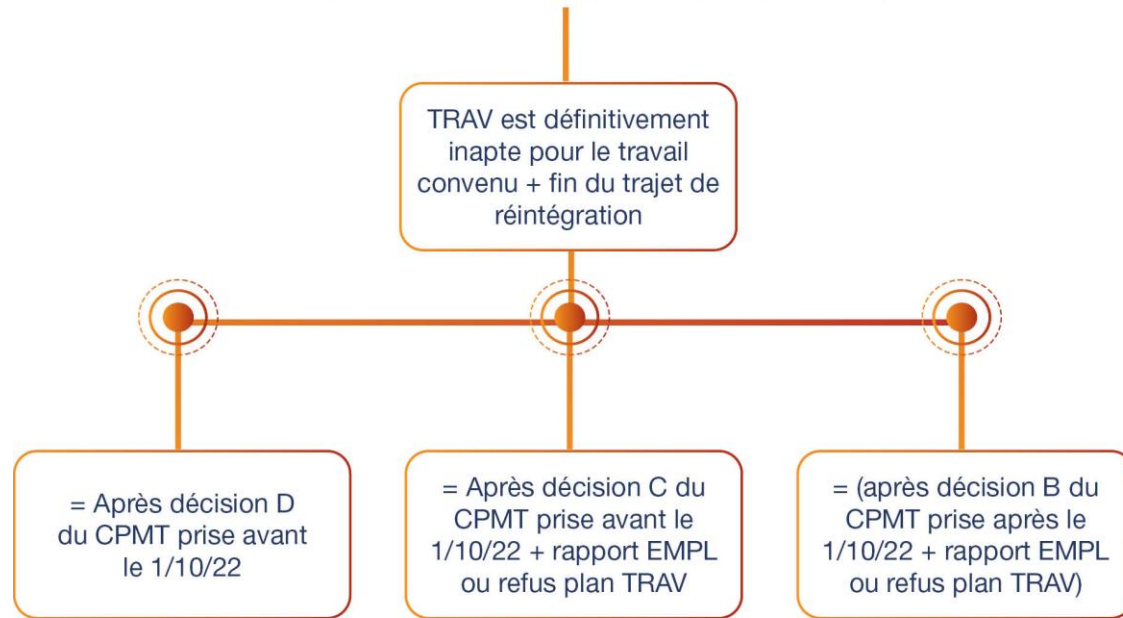 TRAV est définitivement
inapte pour le travail
convenu + fin du trajet de
réintégration
= Après décision D
du CPMT prise avant
le 1/10/22
= Après décision C du
CPMT prise avant le
1/10/22 + rapport EMPL
ou refus plan TRAV
= (après décision B du
CPMT prise après le
1/10/22 + rapport EMPL
ou refus plan TRAV)